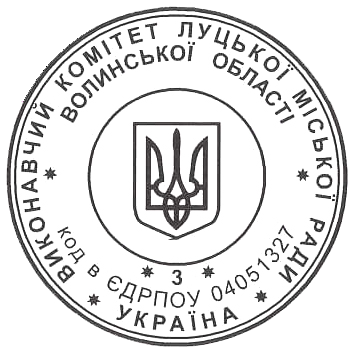 ВИКОНАВЧИЙ КОМІТЕТ ЛУЦЬКОЇ МІСЬКОЇ РАДИ
ВОЛИНСЬКОЇ ОБЛАСТІ
* 3 *
код в ЄДРПОУ 04051327
* УКРАЇНА *